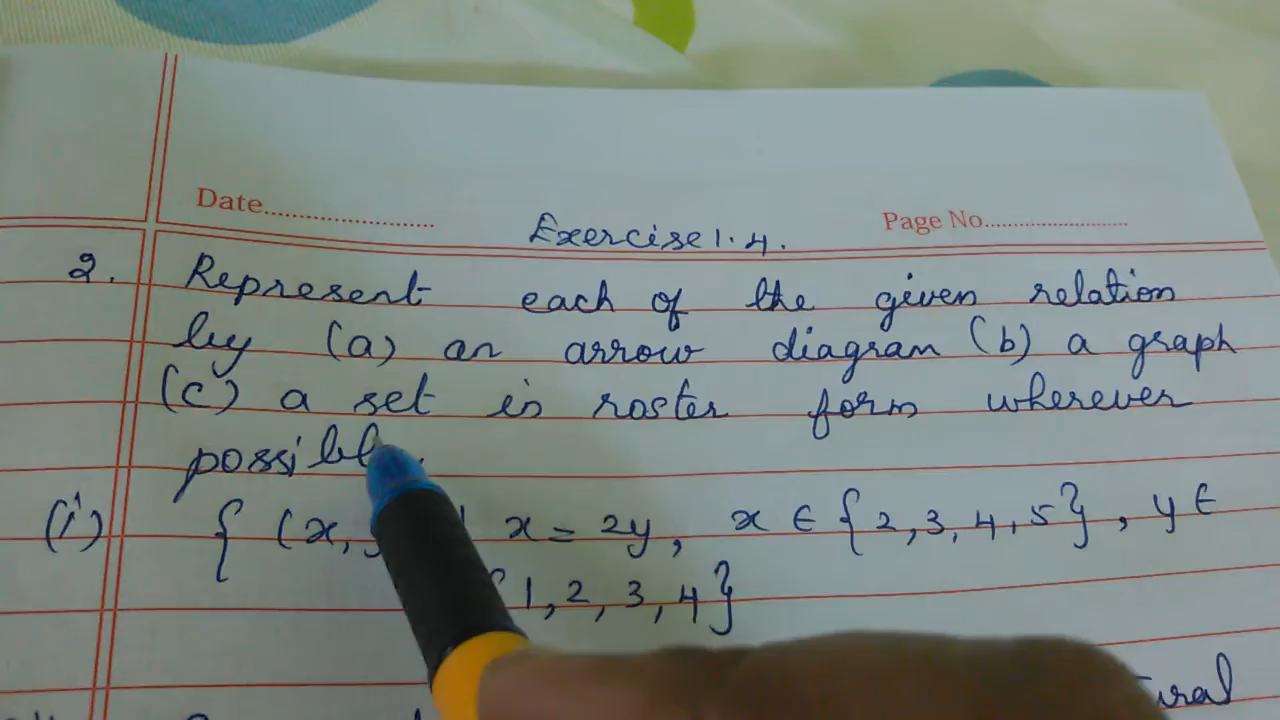 Date
Page No.
Exercise 1.4.
2. Represent each of the given relation
by (a) an arrow diagram (b) a graph
(c) a set in roster form wherever
possibl
(i) { (x, x = 2y, x ∈ {2,3,4,5}, y ∈
{1,2,3,4}